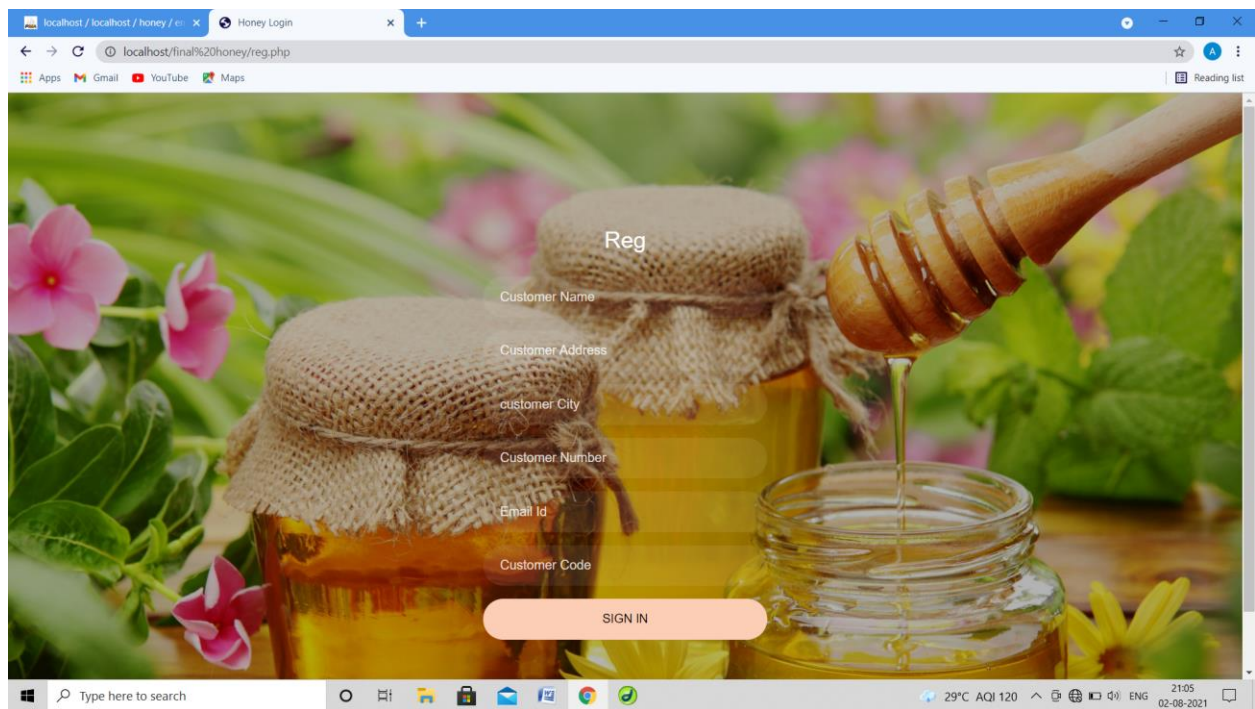 localhost / localhost / honey / en
Honey Login
localhost/final%20honey/reg.php
A
Apps Gmail YouTube Maps Reading list
Reg
Customer Name
Customer Address
customer City
Customer Number
Email Id
Customer Code
SIGN IN
Type here to search
29°C AQI 120 ENG
21:05
02-08-2021